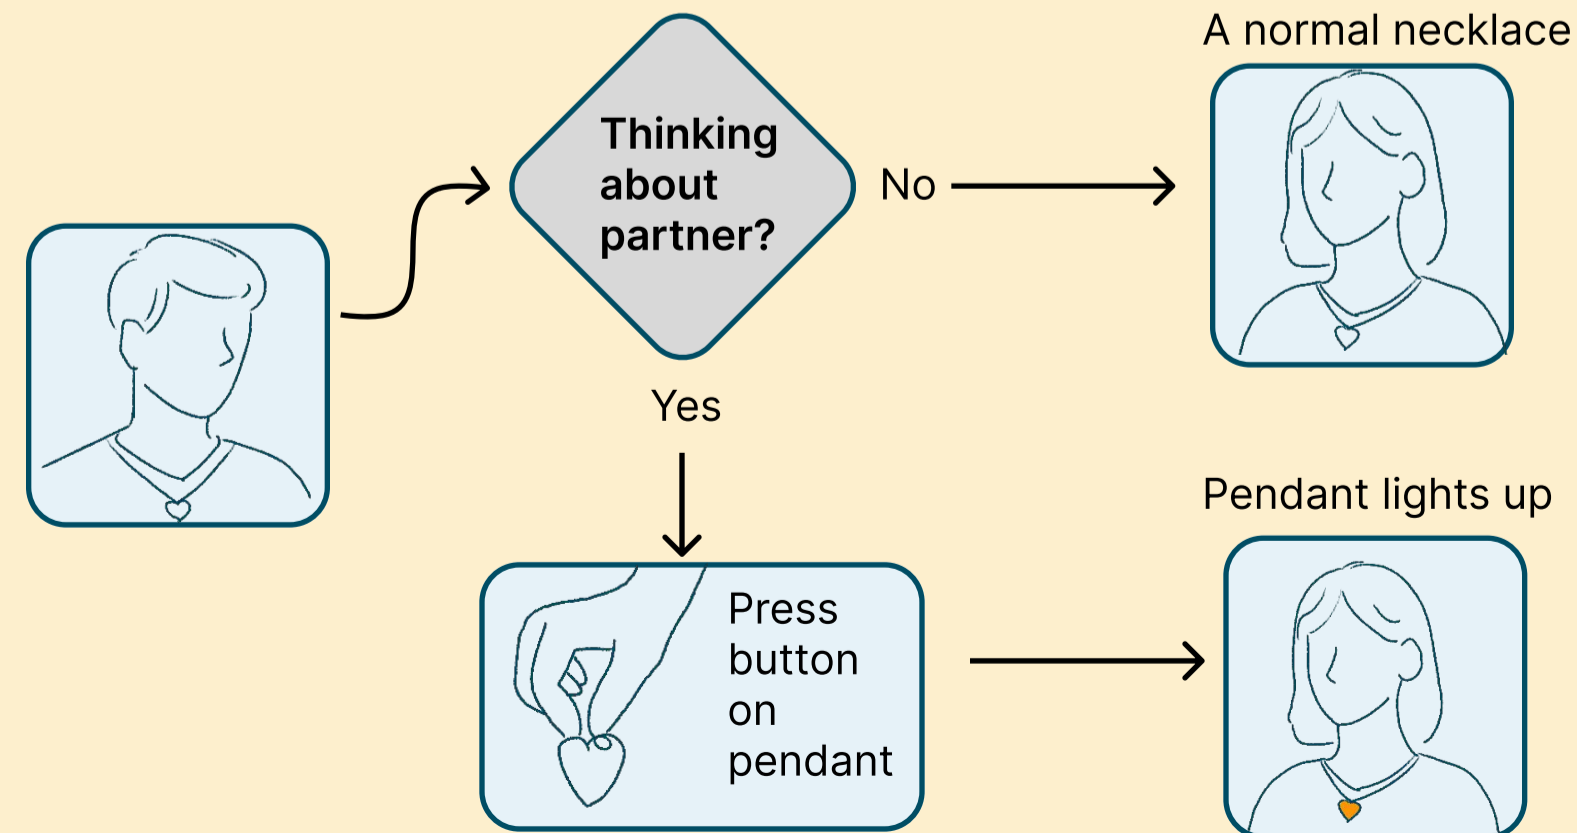 A normal necklace
Thinking
about
partner?
No
Yes
Pendant lights up
Press
button
on
pendant